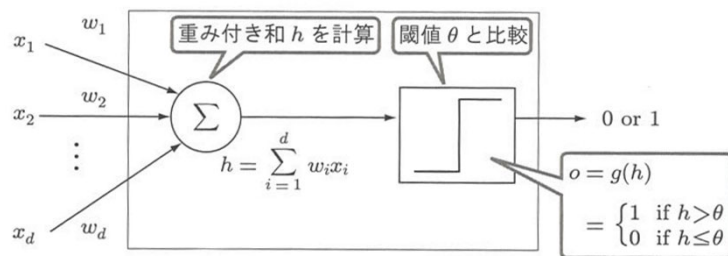 重み付き和 h を計算
閾値 θ と比較
x₁
w₁
x₂
w₂
⋮
x_d
w_d
Σ
h = \sum_{i=1}^{d} w_i x_i
0 or 1
o = g(h)
= { 1 if h>θ
0 if h≤θ